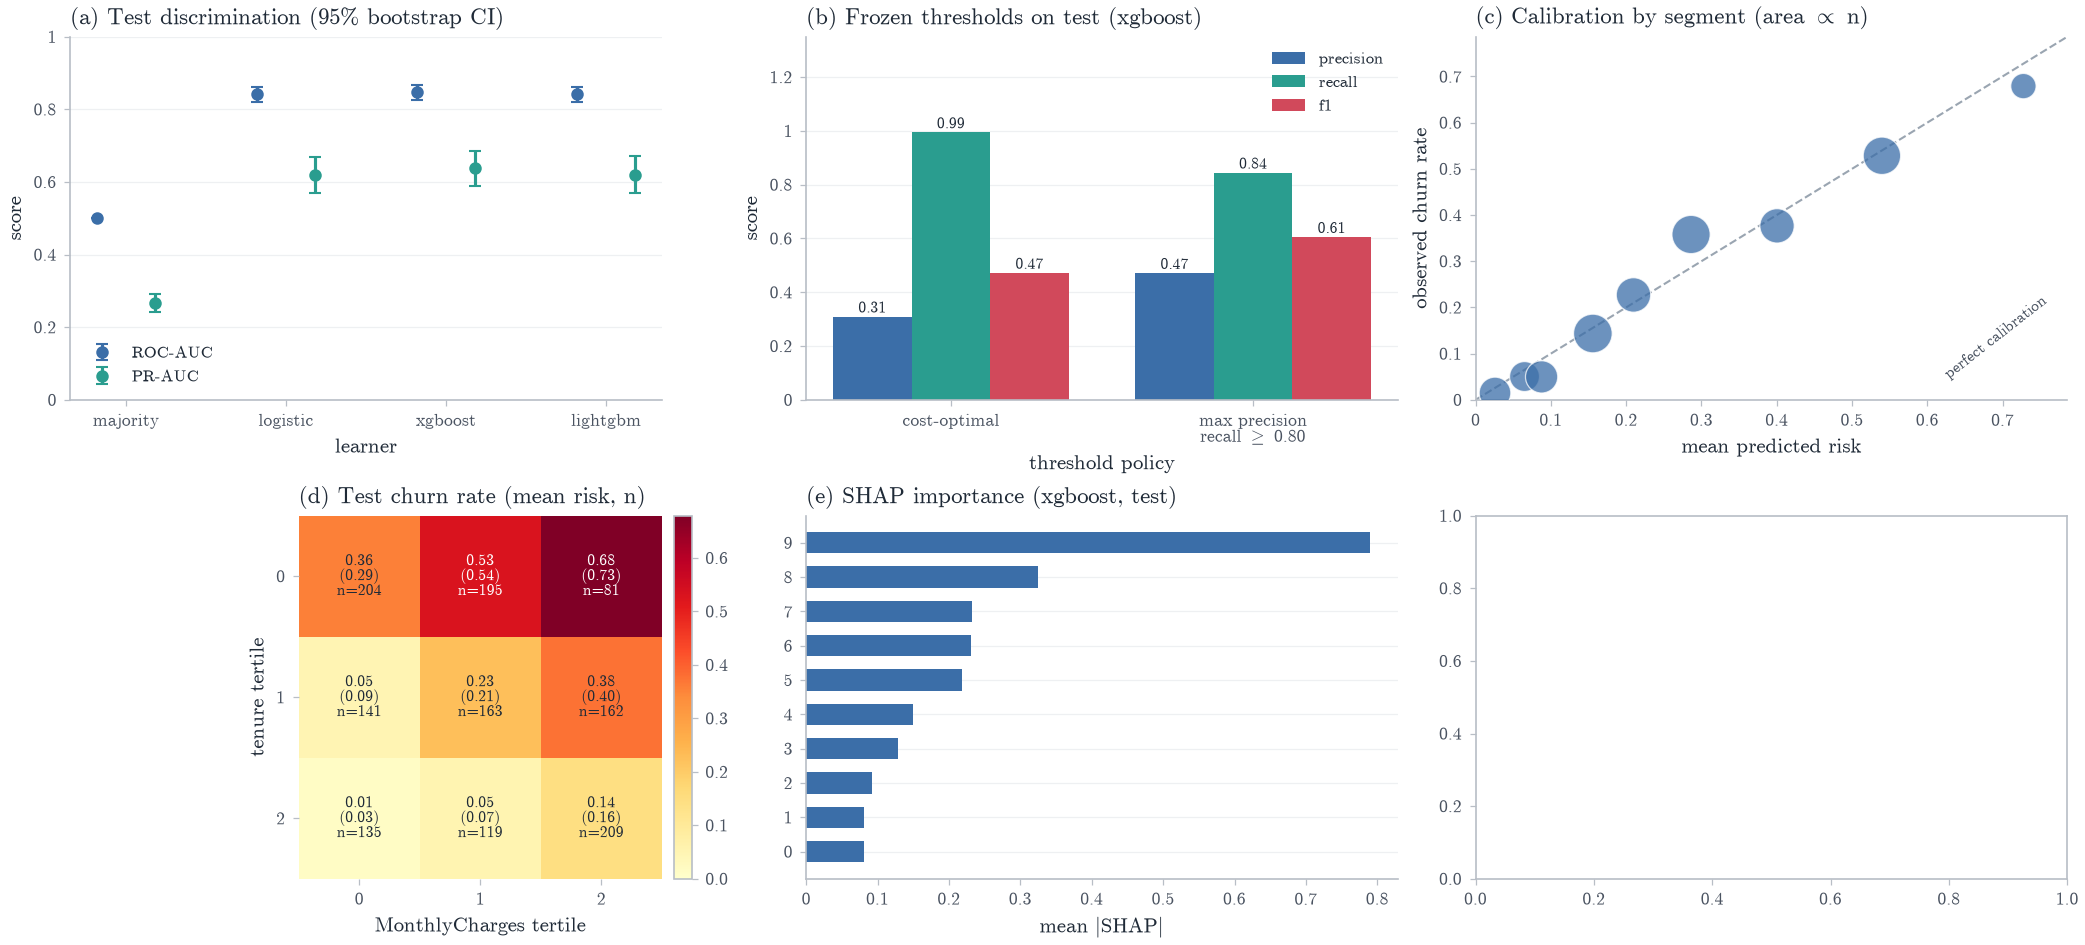 (a) Test discrimination (95% bootstrap CI)
1
0.8
0.6
0.4
0.2
0
score
ROC-AUC
PR-AUC
majority
logistic
xgboost
lightgbm
learner
(b) Frozen thresholds on test (xgboost)
1.2
1
0.8
0.6
0.4
0.2
0
score
precision
recall
f1
0.31
0.99
0.47
0.47
0.84
0.61
cost-optimal
max precision
recall ≥ 0.80
threshold policy
(c) Calibration by segment (area ∝ n)
0.7
0.6
0.5
0.4
0.3
0.2
0.1
0
observed churn rate
perfect calibration
0
0.1
0.2
0.3
0.4
0.5
0.6
0.7
mean predicted risk
(d) Test churn rate (mean risk, n)
tenure tertile
0
1
2
0.36
(0.29)
n=204
0.53
(0.54)
n=195
0.68
(0.73)
n=81
0.05
(0.09)
n=141
0.23
(0.21)
n=163
0.38
(0.40)
n=162
0.01
(0.03)
n=135
0.05
(0.07)
n=119
0.14
(0.16)
n=209
0
1
2
MonthlyCharges tertile
0.6
0.5
0.4
0.3
0.2
0.1
0.0
(e) SHAP importance (xgboost, test)
9
8
7
6
5
4
3
2
1
0
0
0.1
0.2
0.3
0.4
0.5
0.6
0.7
0.8
mean |SHAP|
1.0
0.8
0.6
0.4
0.2
0.0
0.0
0.2
0.4
0.6
0.8
1.0